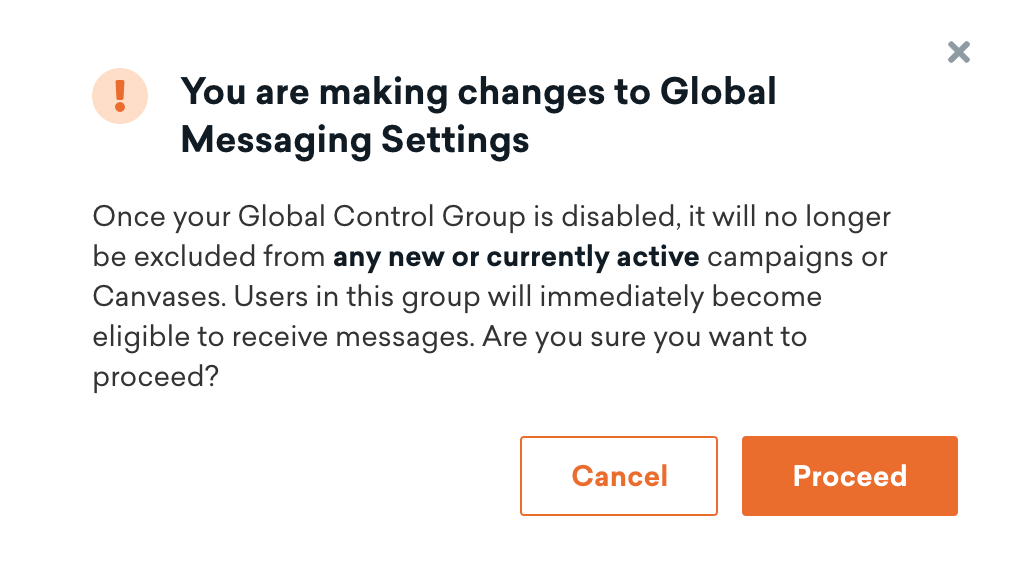 You are making changes to Global
Messaging Settings
Once your Global Control Group is disabled, it will no longer
be excluded from any new or currently active campaigns or
Canvases. Users in this group will immediately become
eligible to receive messages. Are you sure you want to
proceed?
Cancel
Proceed